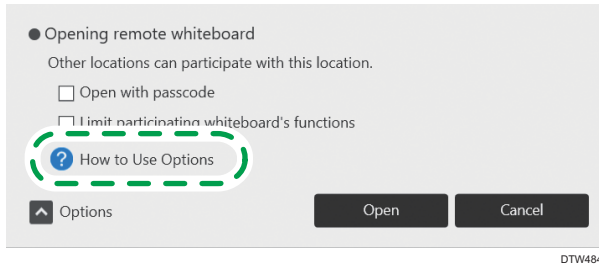 Opening remote whiteboard
Other locations can participate with this location.
Open with passcode
Limit participating whiteboard's functions
? How to Use Options
Options
Open
Cancel
DTW484